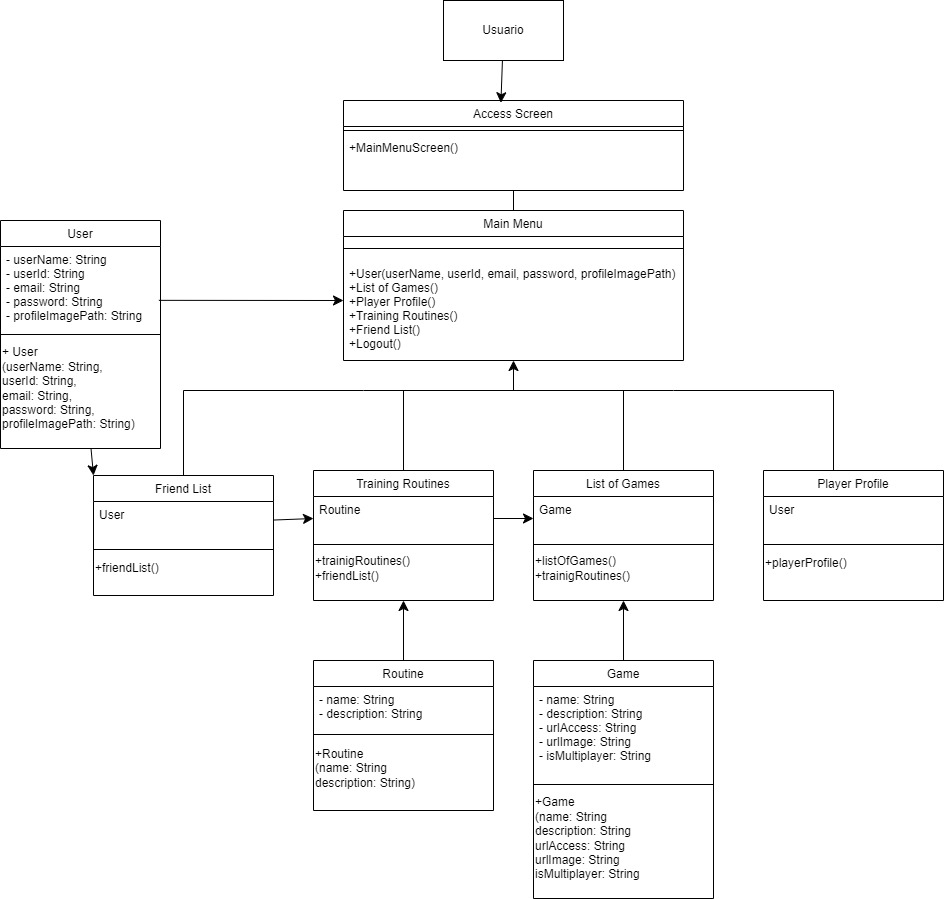 Usuario
Access Screen
+MainMenuScreen()
Main Menu
+User(userName, userId, email, password, profileImagePath)
+List of Games()
+Player Profile()
+Training Routines()
+Friend List()
+Logout()
User
- userName: String
- userId: String
- email: String
- password: String
- profileImagePath: String
+ User
(userName: String,
userId: String,
email: String,
password: String,
profileImagePath: String)
Friend List
User
+friendList()
Training Routines
Routine
+trainigRoutines()
+friendList()
List of Games
Game
+listOfGames()
+trainigRoutines()
Player Profile
User
+playerProfile()
Routine
- name: String
- description: String
+Routine
(name: String
description: String)
Game
- name: String
- description: String
- urlAccess: String
- urlImage: String
- isMultiplayer: String
+Game
(name: String
description: String
urlAccess: String
urlImage: String
isMultiplayer: String